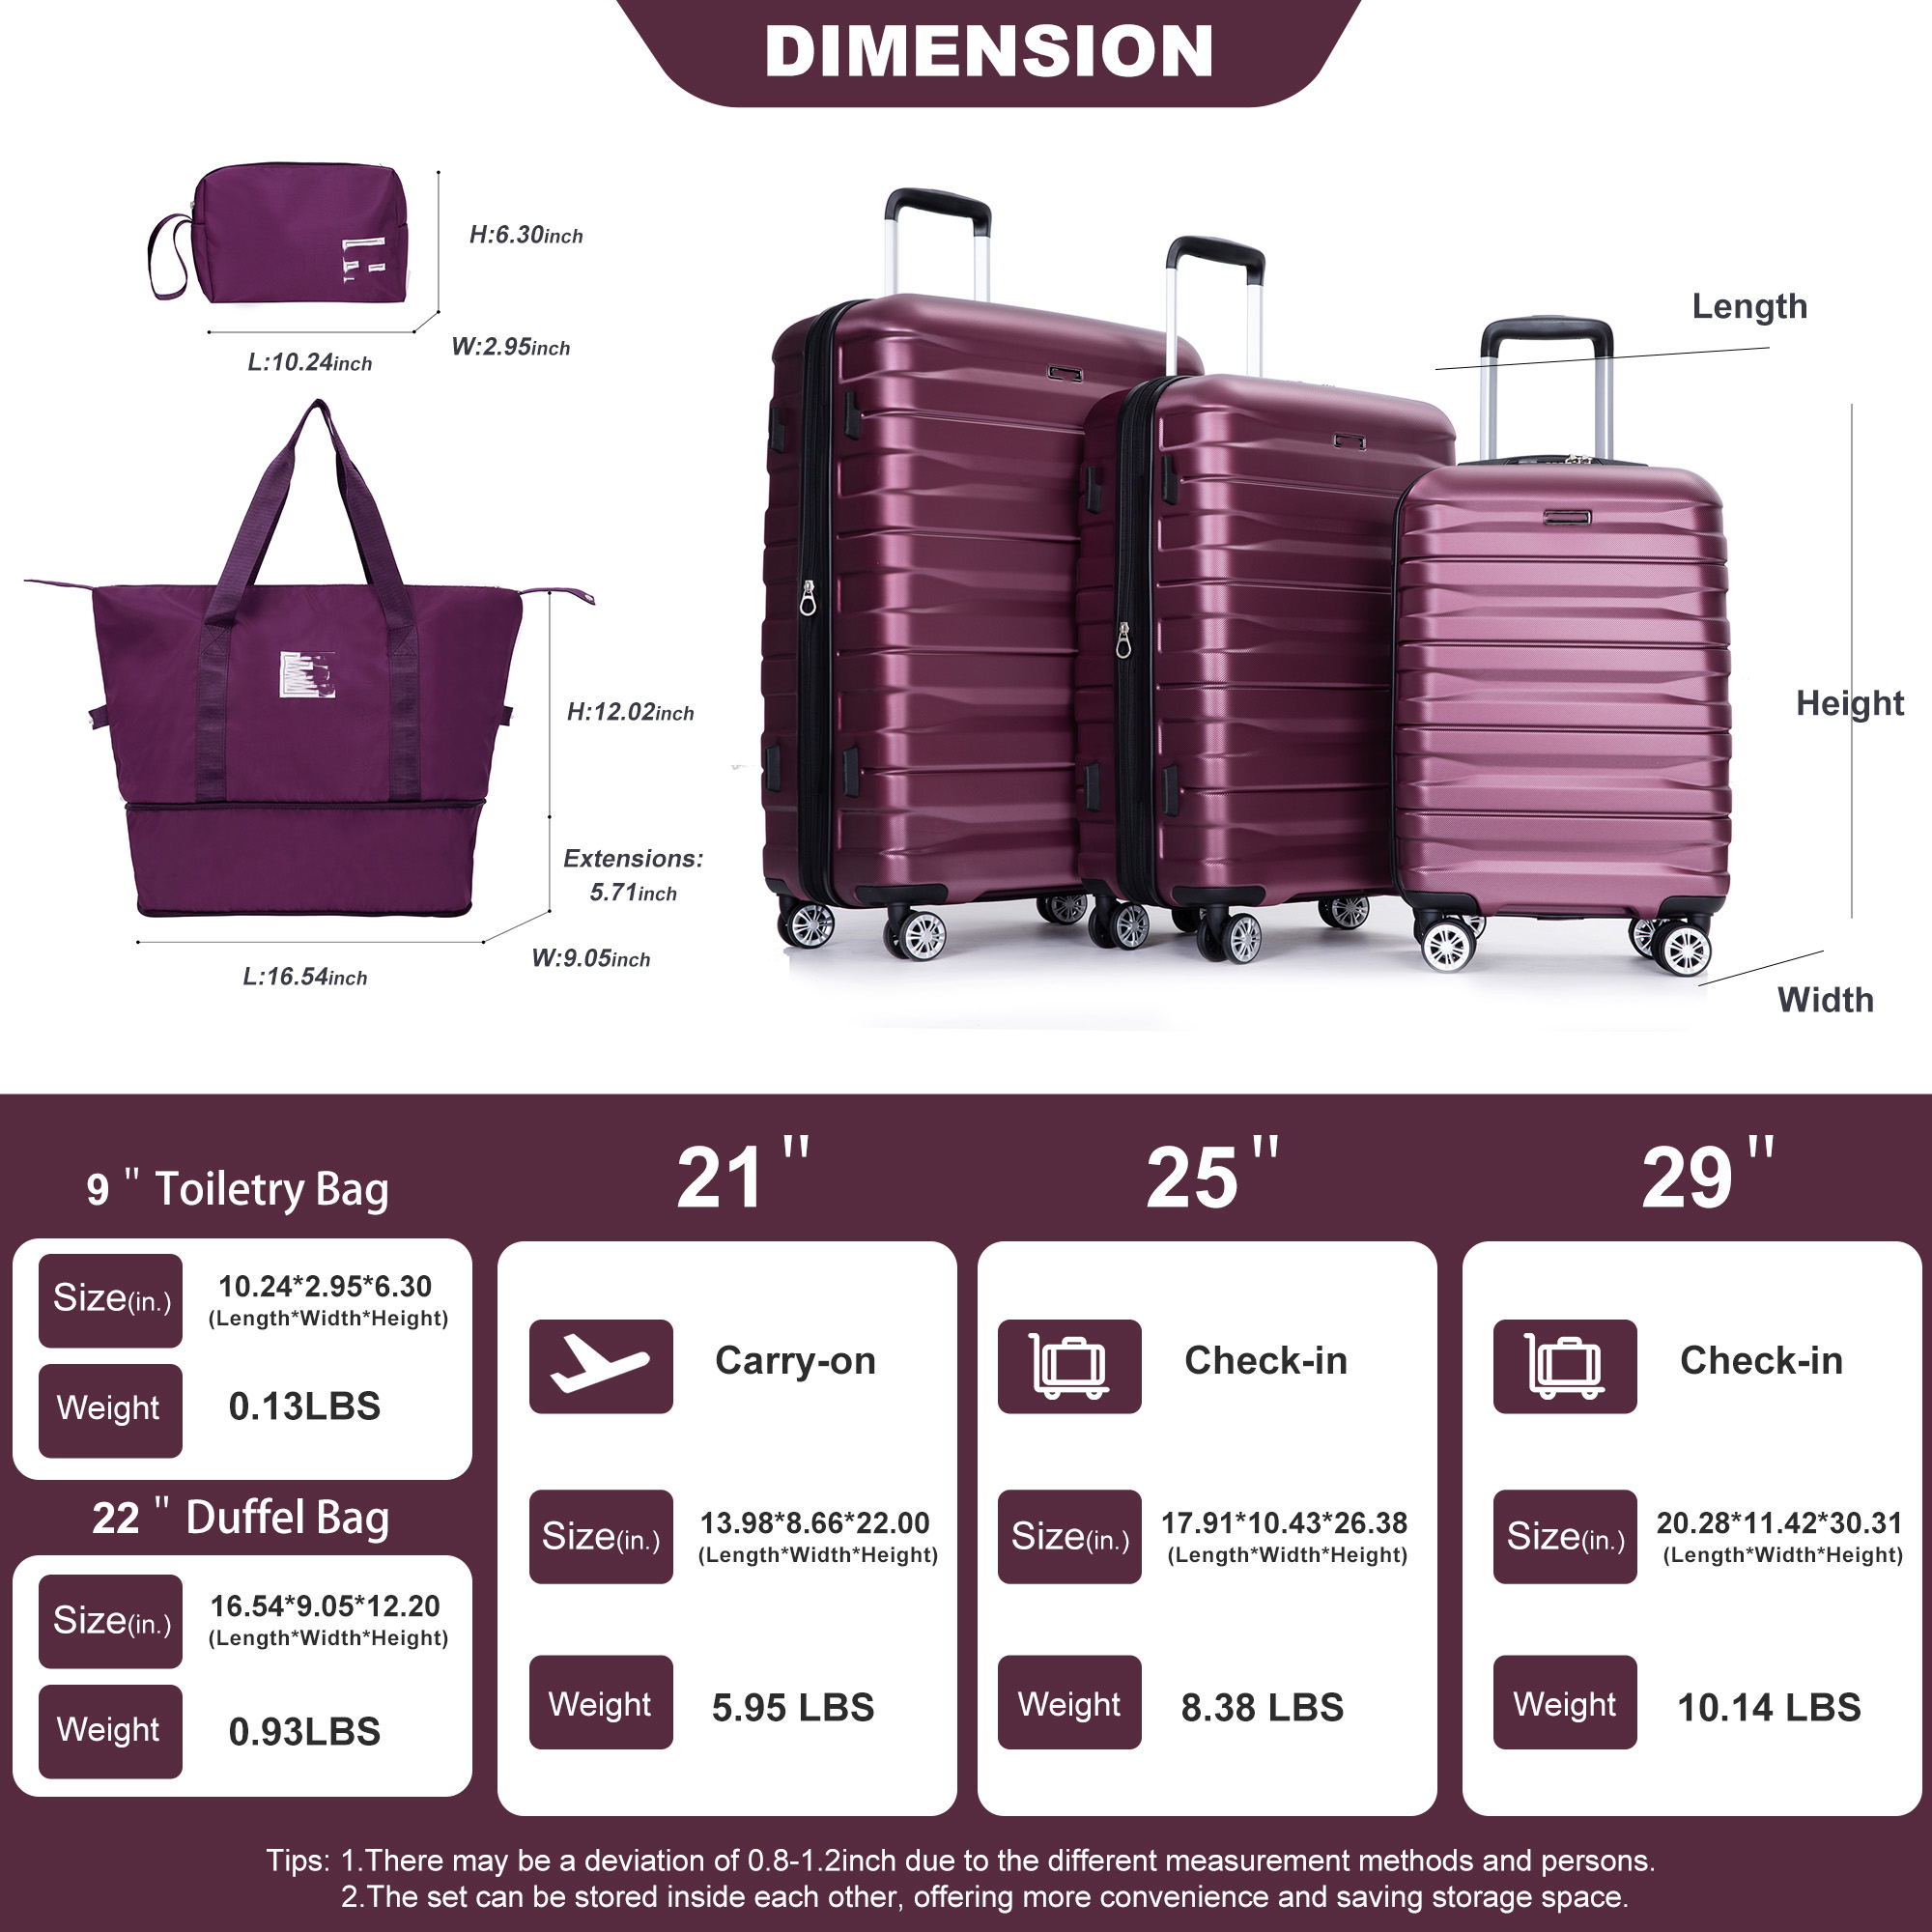 DIMENSION
H:6.30inch
W:2.95inch
L:10.24inch
H:12.02inch
Extensions:
5.71inch
W:9.05inch
L:16.54inch
Length
Height
Width
9 " Toiletry Bag
Size(in.)
10.24*2.95*6.30
(Length*Width*Height)
Weight
0.13LBS
22 " Duffel Bag
Size(in.)
16.54*9.05*12.20
(Length*Width*Height)
Weight
0.93LBS
21"
Carry-on
Size(in.)
13.98*8.66*22.00
(Length*Width*Height)
Weight
5.95 LBS
25"
Check-in
Size(in.)
17.91*10.43*26.38
(Length*Width*Height)
Weight
8.38 LBS
29"
Check-in
Size(in.)
20.28*11.42*30.31
(Length*Width*Height)
Weight
10.14 LBS
Tips: 1.There may be a deviation of 0.8-1.2inch due to the different measurement methods and persons.
2.The set can be stored inside each other, offering more convenience and saving storage space.